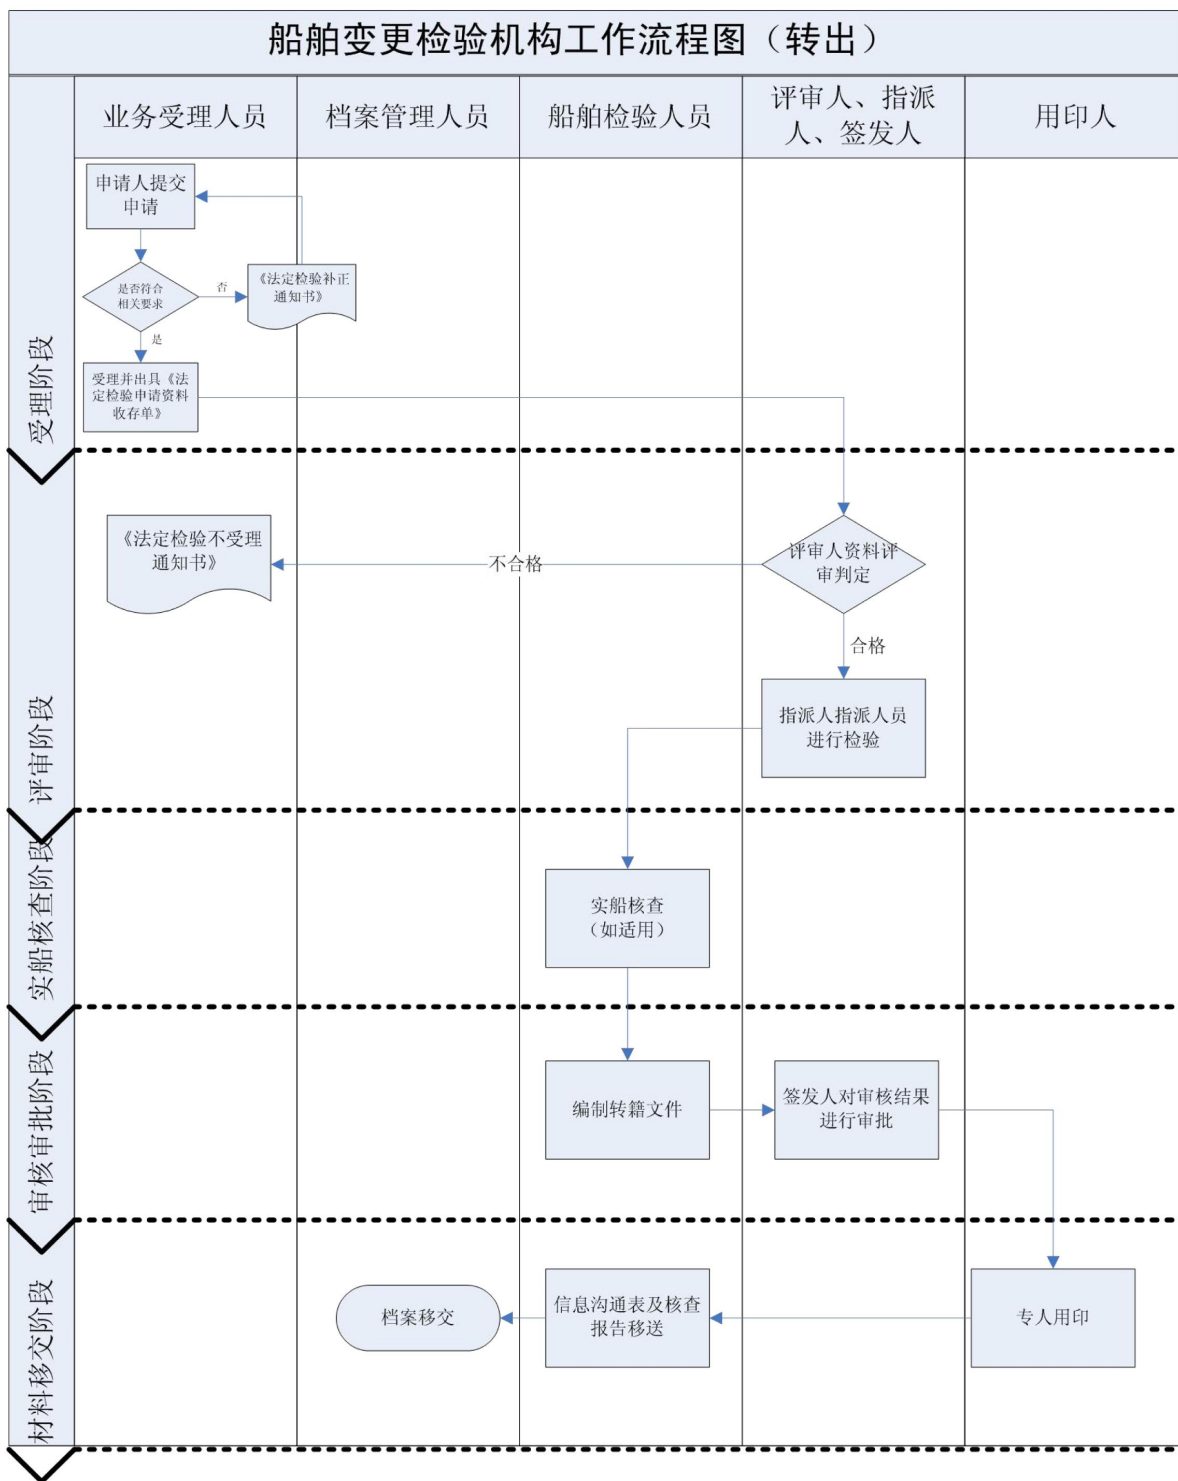 船舶变更检验机构工作流程图（转出）
业务受理人员
档案管理人员
船舶检验人员
评审人、指派
人、签发人
用印人
受理阶段
申请人提交
申请
是否符合
相关要求
否
《法定检验补正
通知书》
是
受理并出具《法
定检验申请资料
收存单》
评审阶段
《法定检验不受理
通知书》
不合格
评审人资料评
审判定
合格
指派人指派人员
进行检验
实船核查阶段
实船核查
（如适用）
审核审批阶段
编制转籍文件
签发人对审核结果
进行审批
材料移交阶段
档案移交
信息沟通表及核查
报告移送
专人用印